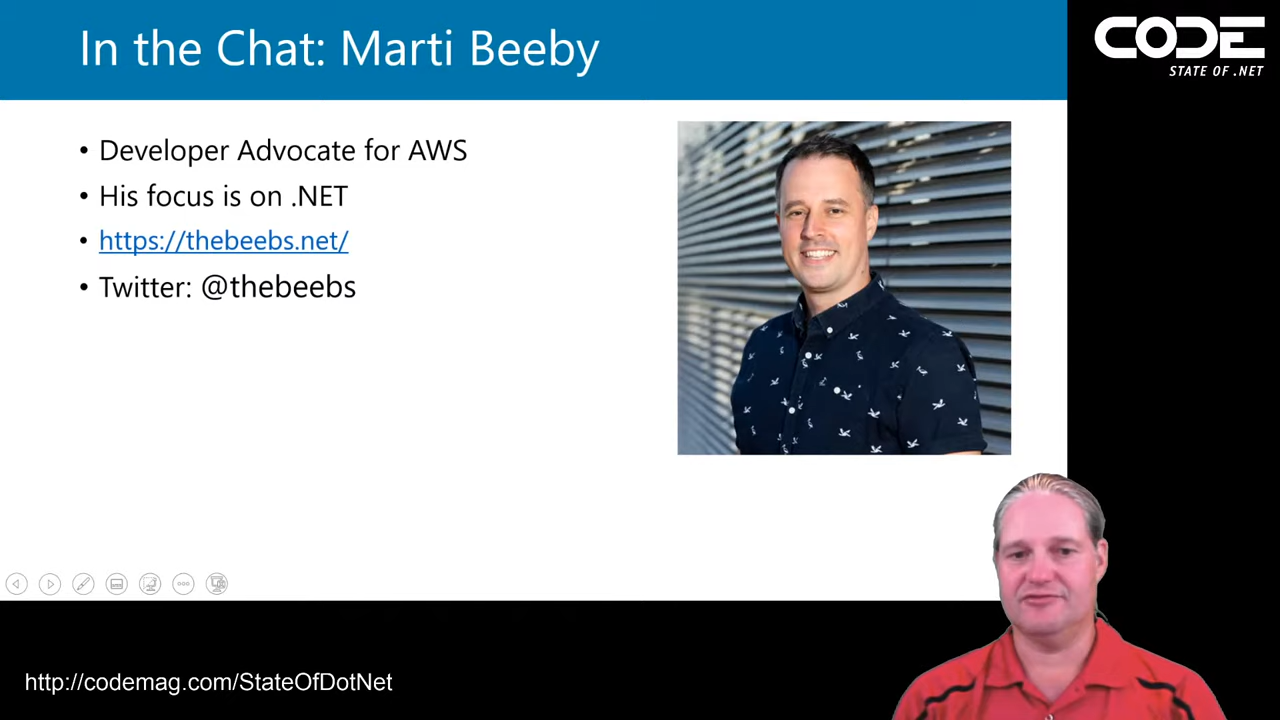 In the Chat: Marti Beeby
CODE
STATE OF .NET
• Developer Advocate for AWS
• His focus is on .NET
• https://thebeebs.net/
• Twitter: @thebeebs
http://codemag.com/StateOfDotNet